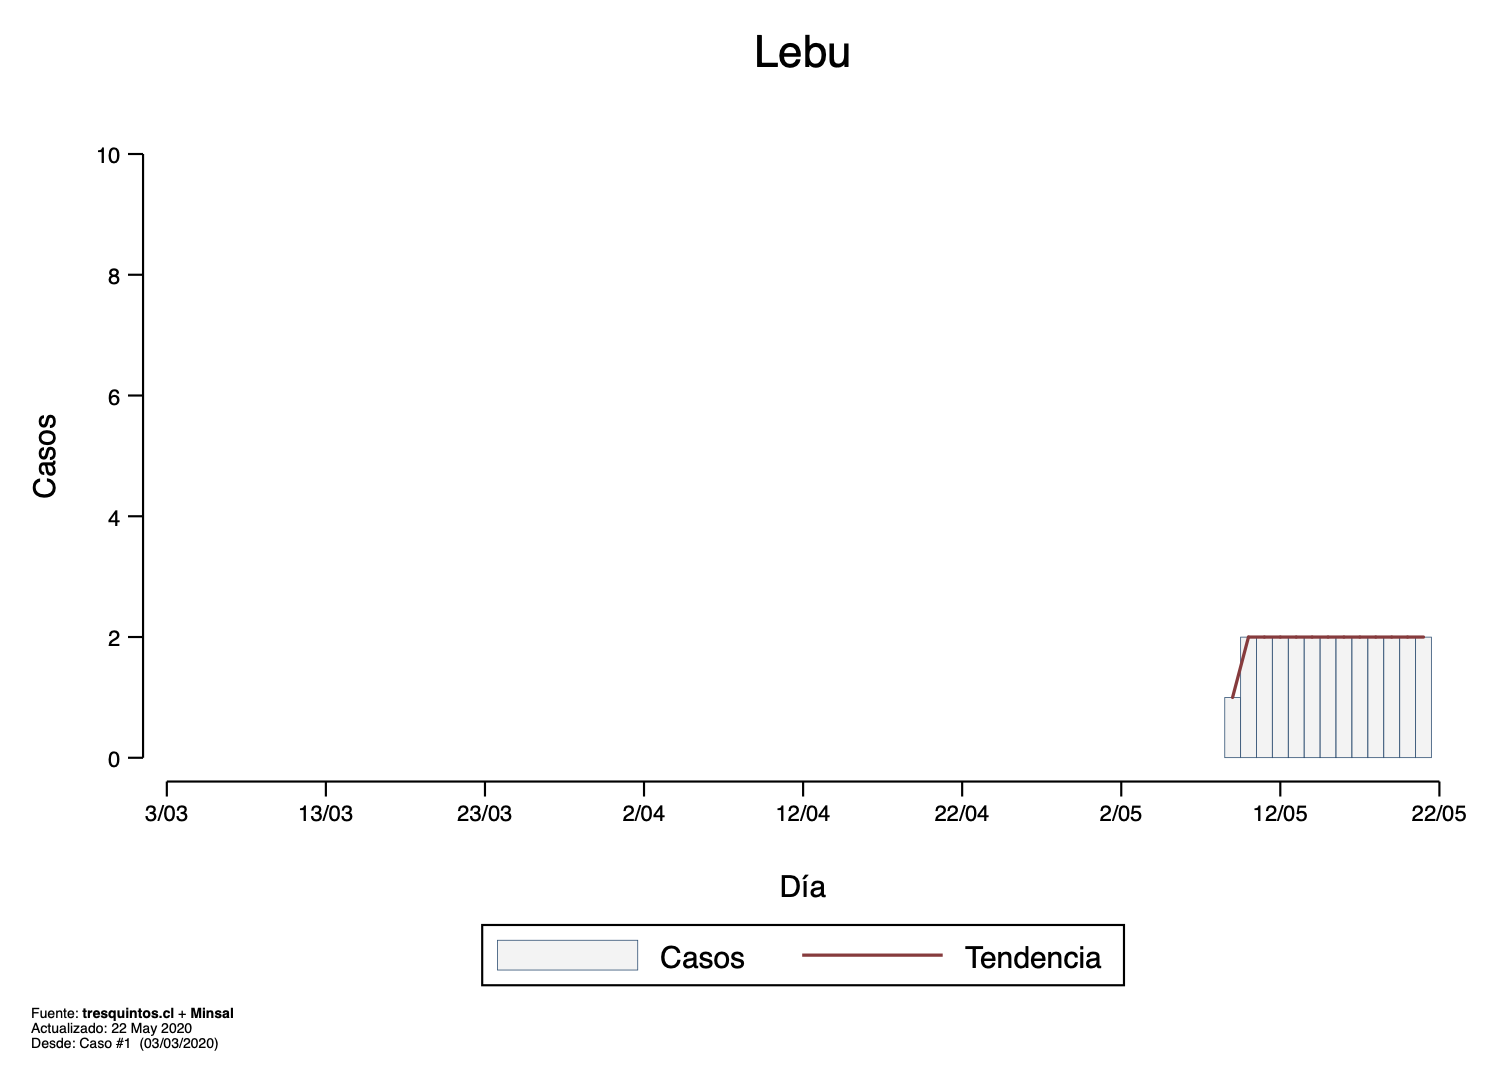 Lebu
10
8
6
4
2
0
Casos
3/03 13/03 23/03 2/04 12/04 22/04 2/05 12/05 22/05
Día
Casos Tendencia
Fuente: tresquintos.cl + Minsal
Actualizado: 22 May 2020
Desde: Caso #1 (03/03/2020)